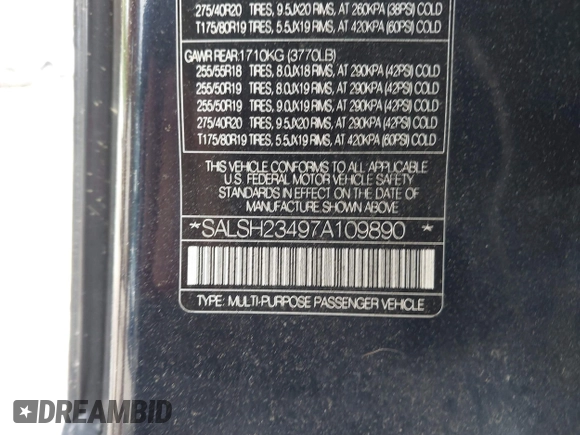 275/40R20 TIRES, 9.5JX20 RIMS, AT 260KPA (38PSI) COLD
T175/80R19 TIRES, 5.5JX19 RIMS, AT 420KPA (60PSI) COLD
GAWR REAR: 1710KG (3770LB)
255/55R18 TIRES, 8.0JX18 RIMS, AT 290KPA (42PSI) COLD
255/50R19 TIRES, 8.0JX19 RIMS, AT 290KPA (42PSI) COLD
255/50R19 TIRES, 9.0JX19 RIMS, AT 290KPA (42PSI) COLD
275/40R20 TIRES, 9.5JX20 RIMS, AT 290KPA (42PSI) COLD
T175/80R19 TIRES, 5.5JX19 RIMS, AT 420KPA (60PSI) COLD
THIS VEHICLE CONFORMS TO ALL APPLICABLE
U.S. FEDERAL MOTOR VEHICLE SAFETY
STANDARDS IN EFFECT ON THE DATE OF
MANUFACTURE SHOWN ABOVE
*SALSH23497A109890 *
TYPE: MULTI-PURPOSE PASSENGER VEHICLE
DREAMBID